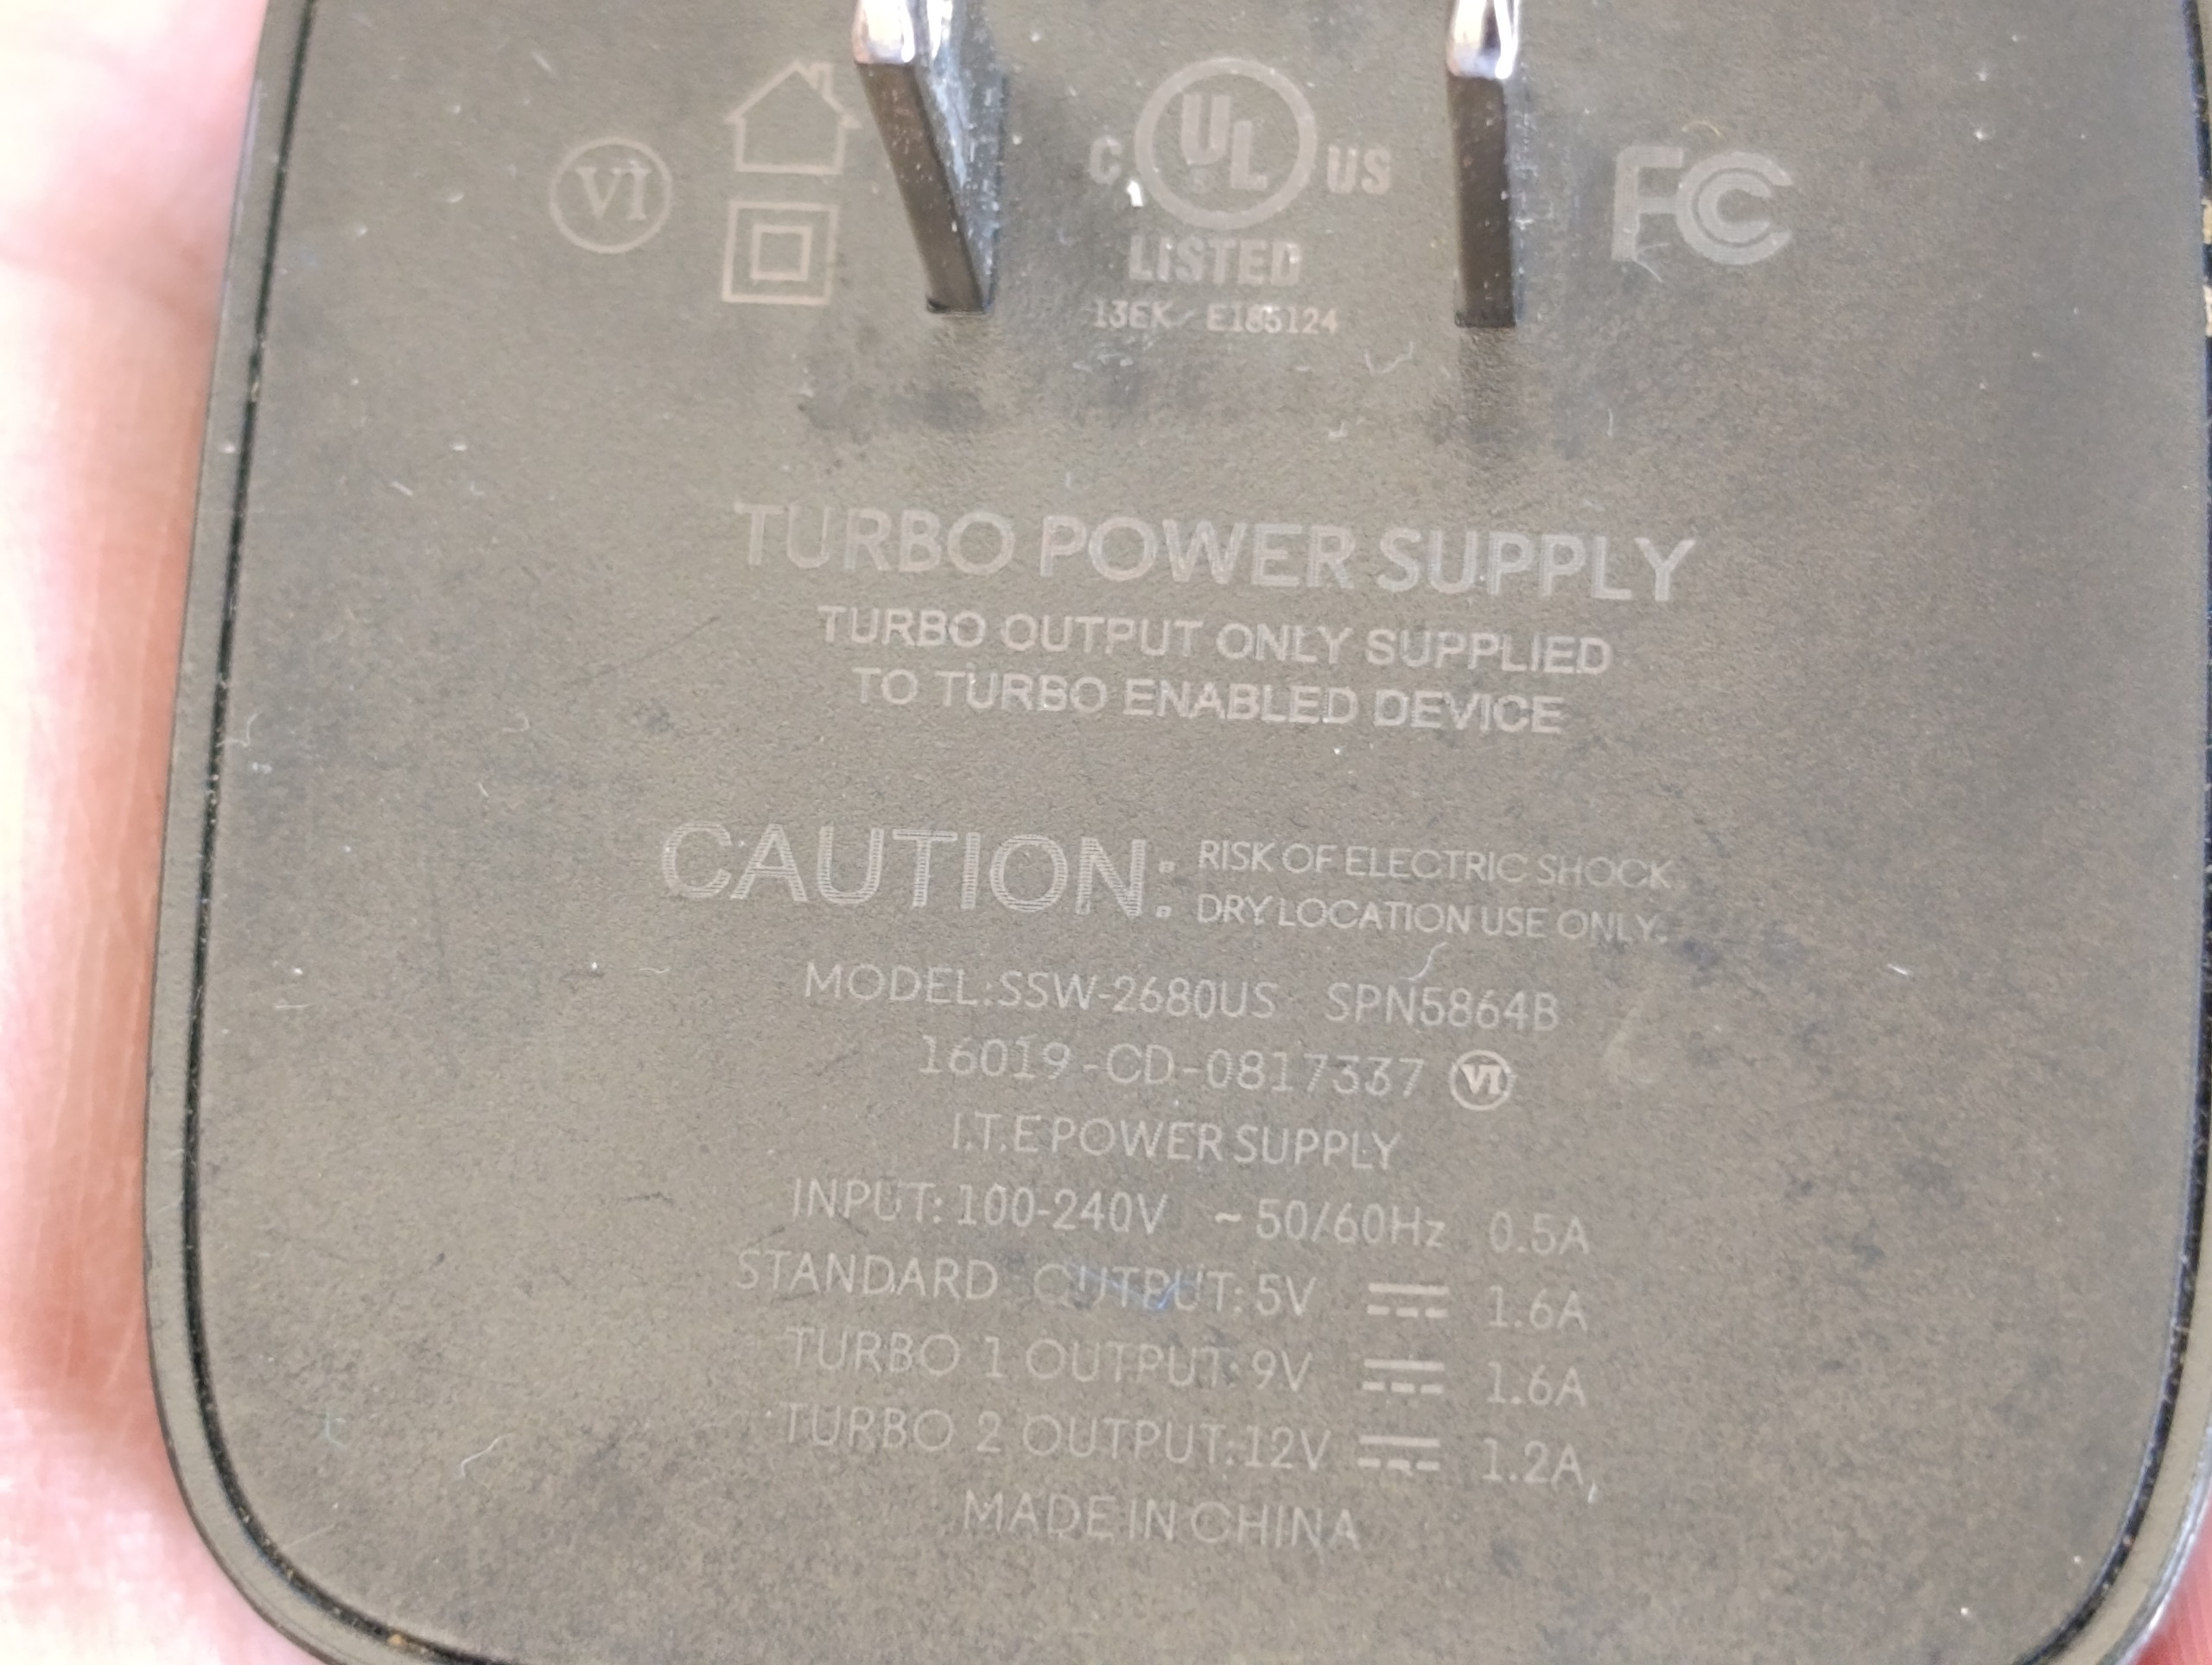 VI
C UL US
LISTED
13EK E185124
FC
TURBO POWER SUPPLY
TURBO OUTPUT ONLY SUPPLIED
TO TURBO ENABLED DEVICE
CAUTION: RISK OF ELECTRIC SHOCK
DRY LOCATION USE ONLY.
MODEL:SSW-2680US SPN5864B
16019-CD-0817337 VI
I.T.E POWER SUPPLY
INPUT: 100-240V ~ 50/60Hz 0.5A
STANDARD OUTPUT: 5V ⎓ 1.6A
TURBO 1 OUTPUT: 9V ⎓ 1.6A
TURBO 2 OUTPUT: 12V ⎓ 1.2A
MADE IN CHINA